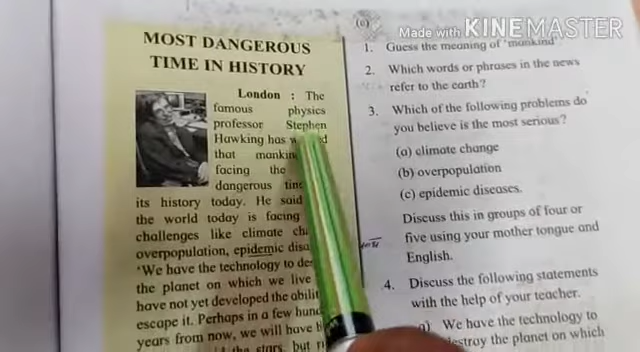 MOST DANGEROUS
TIME IN HISTORY
London : The
famous physics
professor Stephen
Hawking has
that
facing the
dangerous
its history today. He said
the world today is facing
challenges like climate
overpopulation, epidemic
'We have the technology to
the planet on which we live
have not yet developed the
escape it. Perhaps in a few
years from now, we will have
the stars, but
(c)
Made with KINEMASTER
1. Guess the meaning of 'mankind'.
2. Which words or phrases in the news
refer to the earth?
3. Which of the following problems do
you believe is the most serious?
(a) climate change
(b) overpopulation
(c) epidemic diseases.
Discuss this in groups of four or
five using your mother tongue and
English.
4. Discuss the following statements
with the help of your teacher.
a) We have the technology to
destroy the planet on which